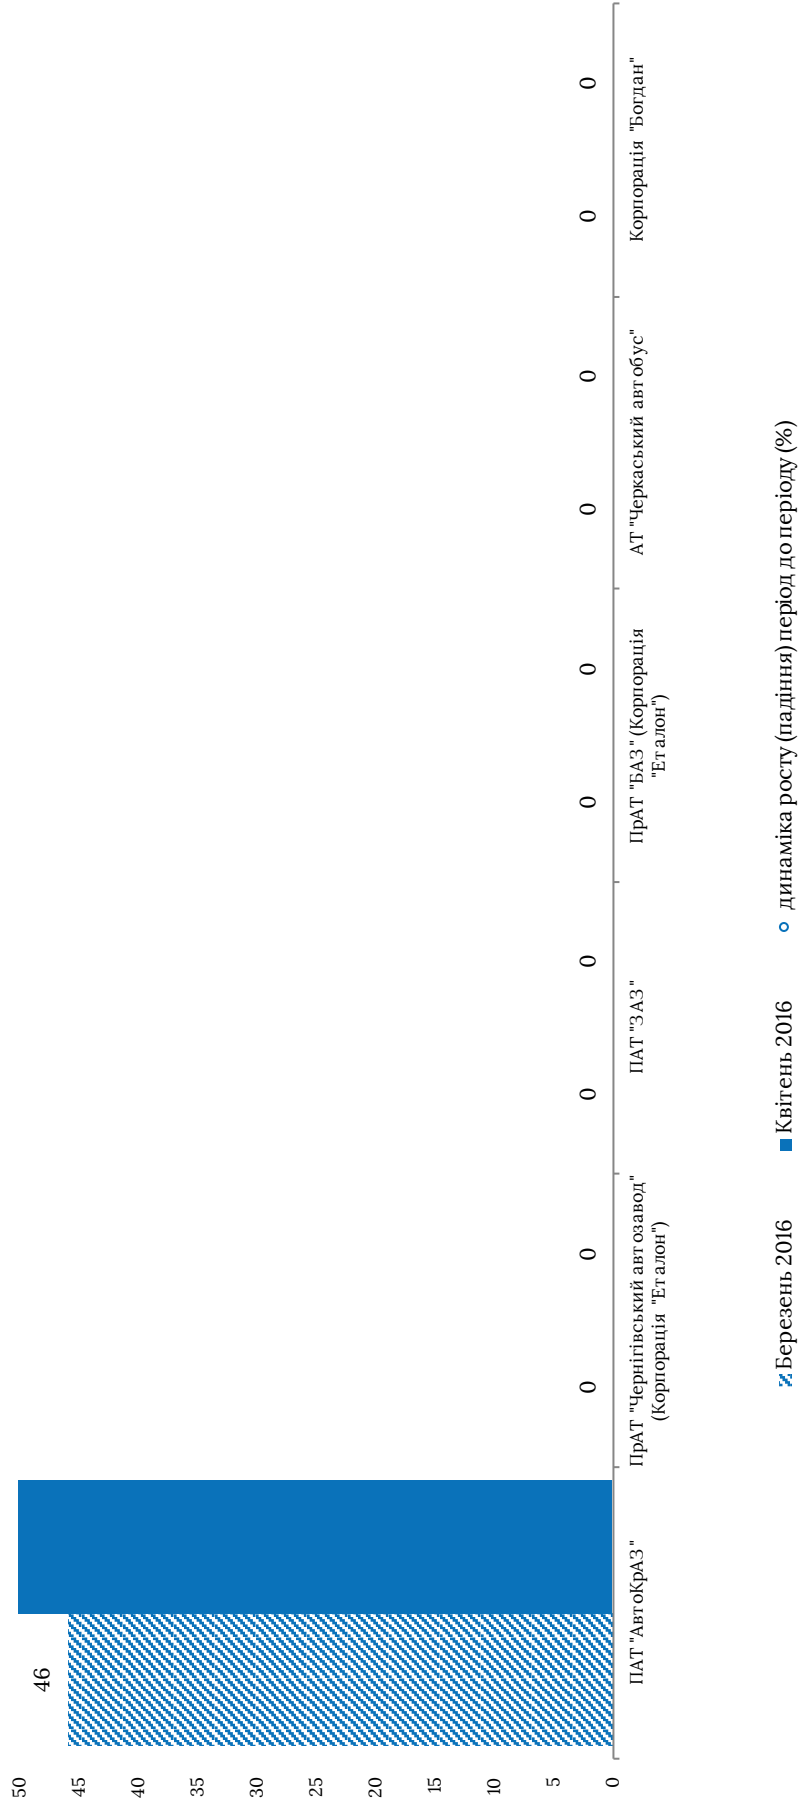 50
45
40
35
30
25
20
15
10
5
0
46
0
0
0
0
0
0
0
0
0
0
ПАТ "АвтоКрАЗ"
ПрАТ "Чернігівський автозавод"
(Корпорація "Еталон")
ПАТ "ЗАЗ"
ПрАТ "БАЗ" (Корпорація
"Еталон")
АТ "Черкаський автобус"
Корпорація "Богдан"
Березень 2016
Квітень 2016
динаміка росту (падіння) період до періоду (%)